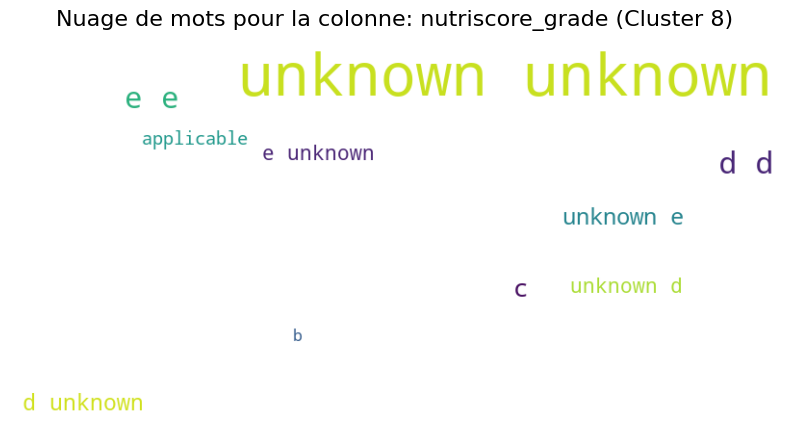 Nuage de mots pour la colonne: nutriscore_grade (Cluster 8)
unknown unknown
e e
applicable
e unknown
d d
unknown e
c
unknown d
b
d unknown